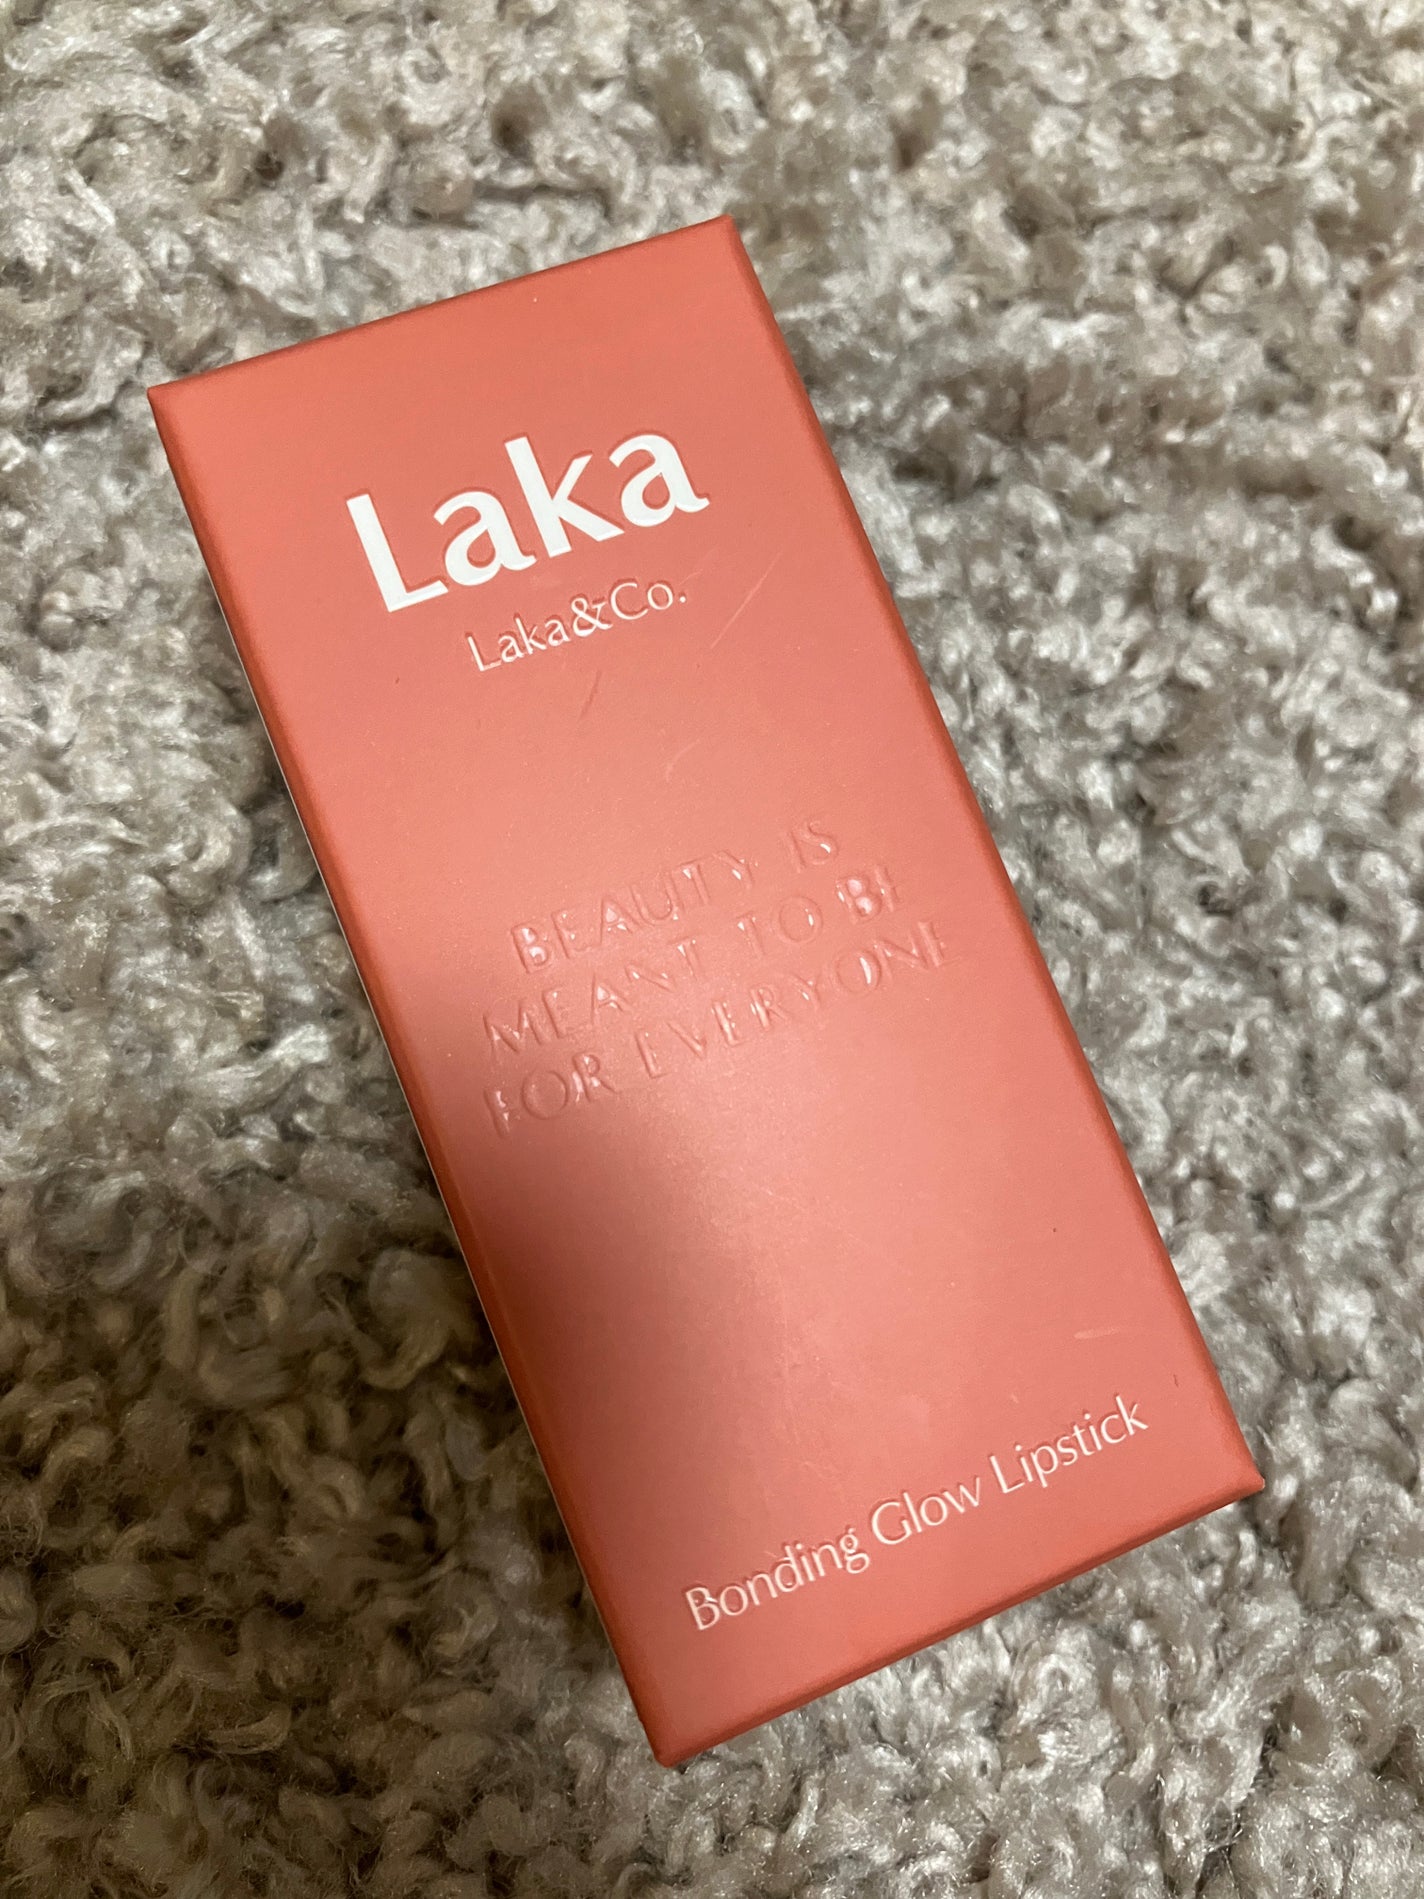 Laka
Laka&Co.
BEAUTY IS
MEANT TO BE
FOR EVERYONE
Bonding Glow Lipstick